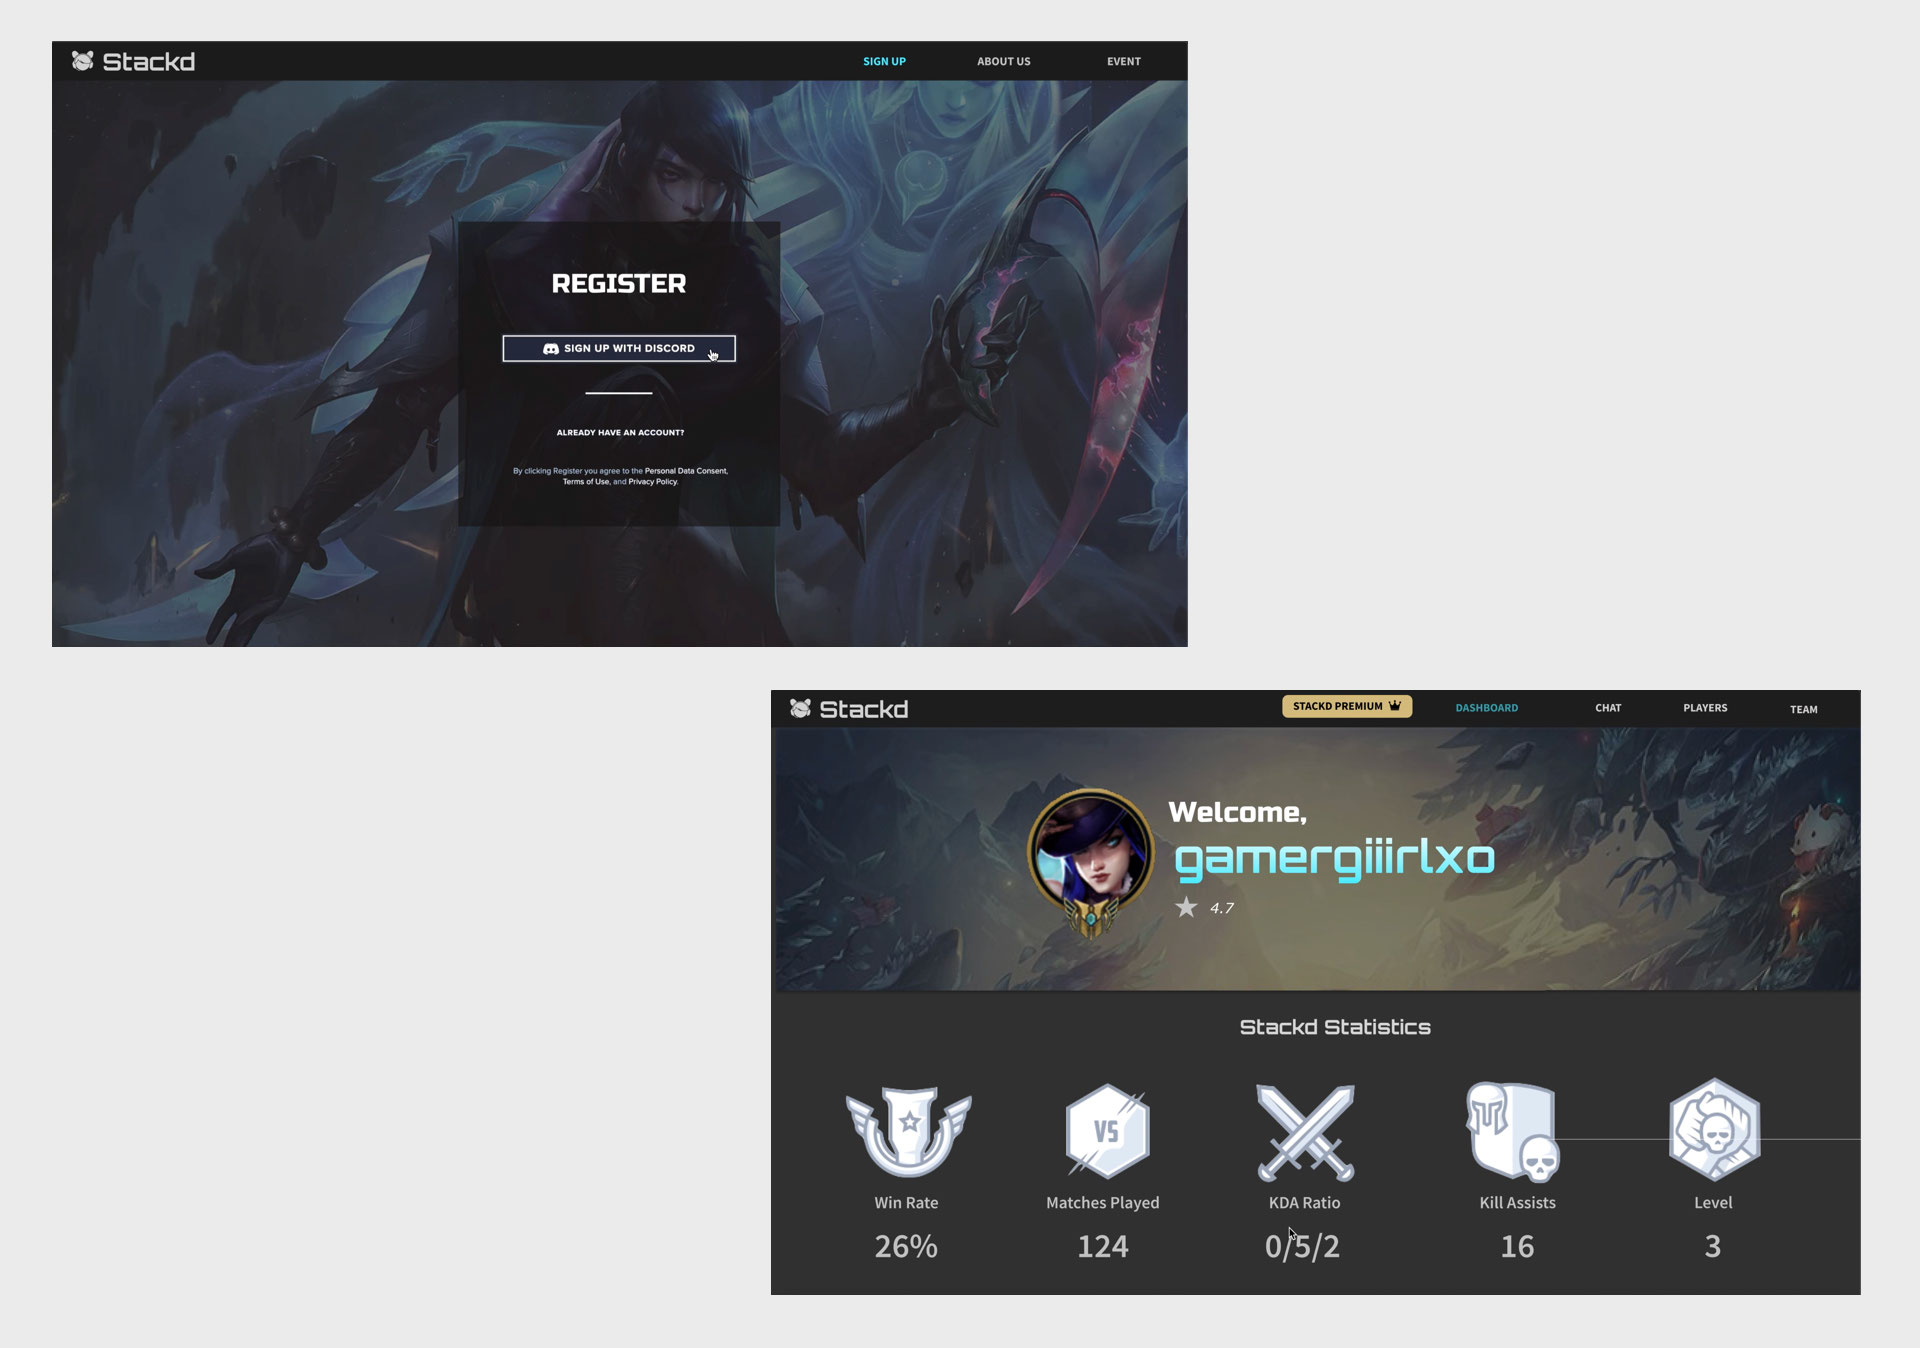 Stackd
SIGN UP
ABOUT US
EVENT
REGISTER
SIGN UP WITH DISCORD
ALREADY HAVE AN ACCOUNT?
By clicking Register you agree to the Personal Data Consent,
Terms of Use, and Privacy Policy.
Stackd
STACKD PREMIUM
DASHBOARD
CHAT
PLAYERS
TEAM
Welcome,
gamergiiirlxo
4.7
Stackd Statistics
VS
Win Rate
Matches Played
KDA Ratio
Kill Assists
Level
26%
124
0/5/2
16
3